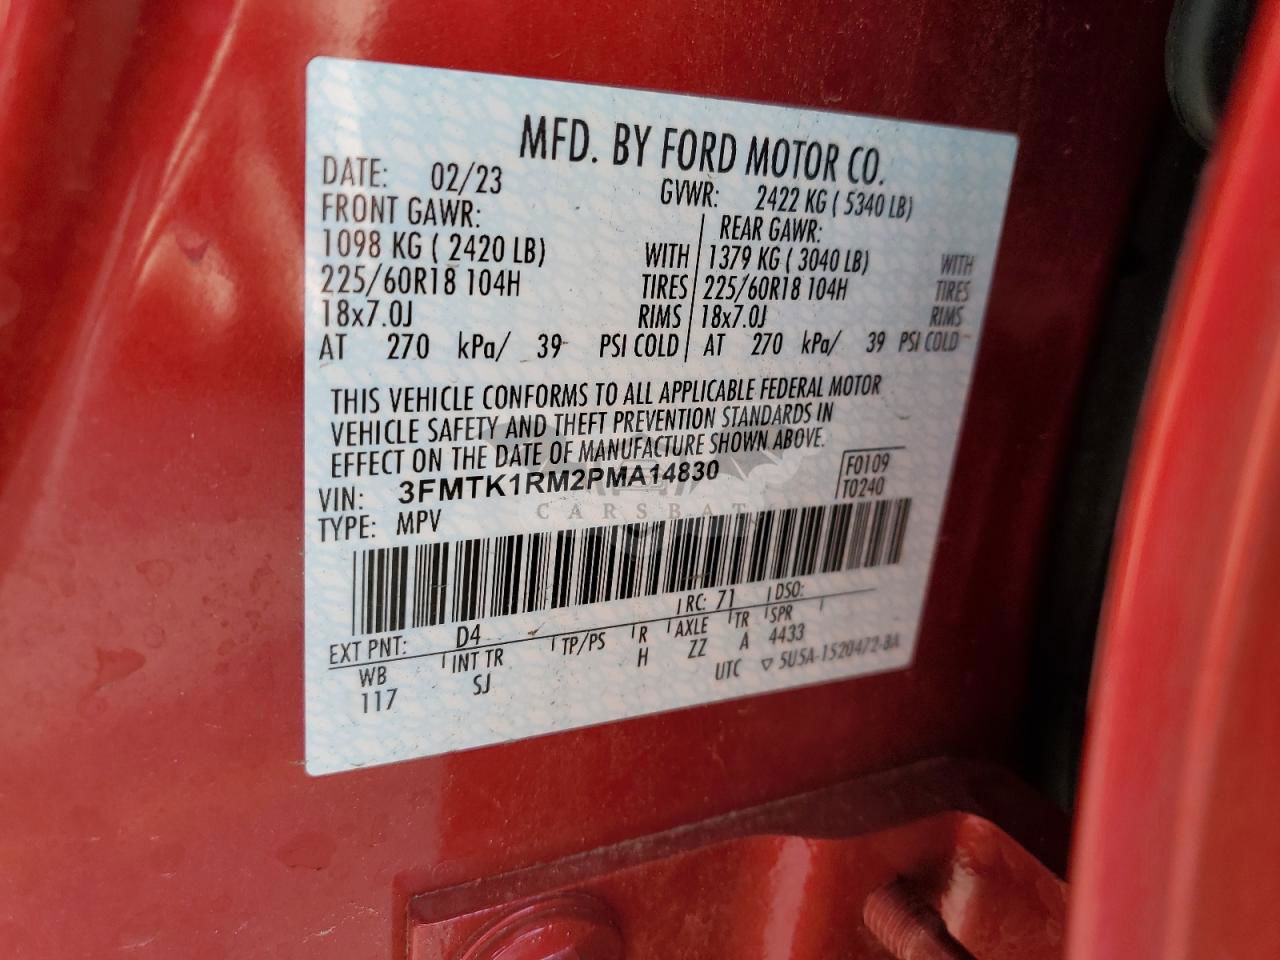 MFD. BY FORD MOTOR CO.
DATE: 02/23 GVWR: 2422 KG ( 5340 LB)
FRONT GAWR: REAR GAWR:
1098 KG ( 2420 LB) WITH 1379 KG ( 3040 LB) WITH
225/60R18 104H TIRES 225/60R18 104H TIRES
18x7.0J RIMS 18x7.0J RIMS
AT 270 kPa/ 39 PSI COLD AT 270 kPa/ 39 PSI COLD
THIS VEHICLE CONFORMS TO ALL APPLICABLE FEDERAL MOTOR
VEHICLE SAFETY AND THEFT PREVENTION STANDARDS IN
EFFECT ON THE DATE OF MANUFACTURE SHOWN ABOVE.
VIN: 3FMTK1RM2PMA14830 F0109
TYPE: MPV T0240
CARSBAT
EXT PNT: D4 RC: 71 DSO:
WB INT TR TP/PS R AXLE TR SPR
117 SJ H ZZ A 4433
UTC ▽ 5U5A-1520472-BA